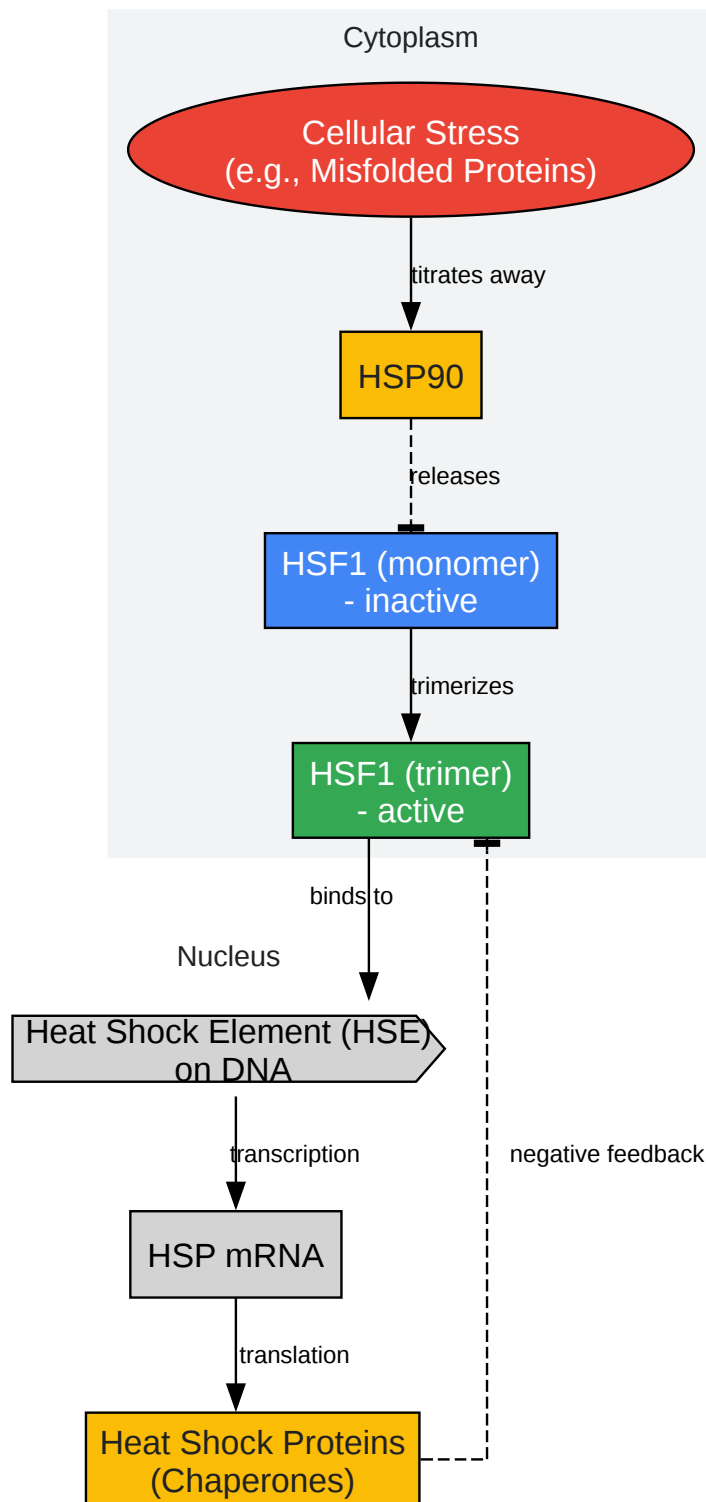 Cytoplasm
Cellular Stress
(e.g., Misfolded Proteins)
titrates away
HSP90
releases
HSF1 (monomer)
- inactive
trimerizes
HSF1 (trimer)
- active
binds to
Nucleus
Heat Shock Element (HSE)
on DNA
transcription
negative feedback
HSP mRNA
translation
Heat Shock Proteins
(Chaperones)